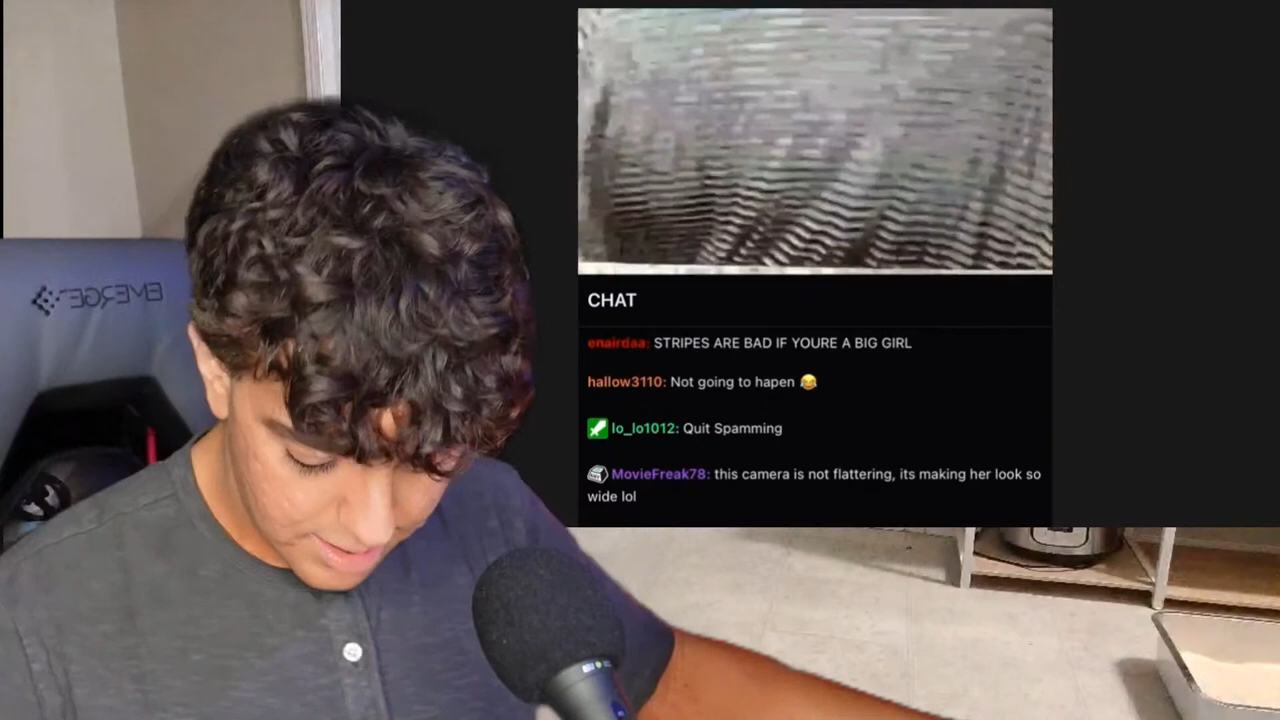 EMERGE
CHAT
enairdaa: STRIPES ARE BAD IF YOURE A BIG GIRL
hallow3110: Not going to hapen 😂
lo_lo1012: Quit Spamming
MovieFreak78: this camera is not flattering, its making her look so
wide lol